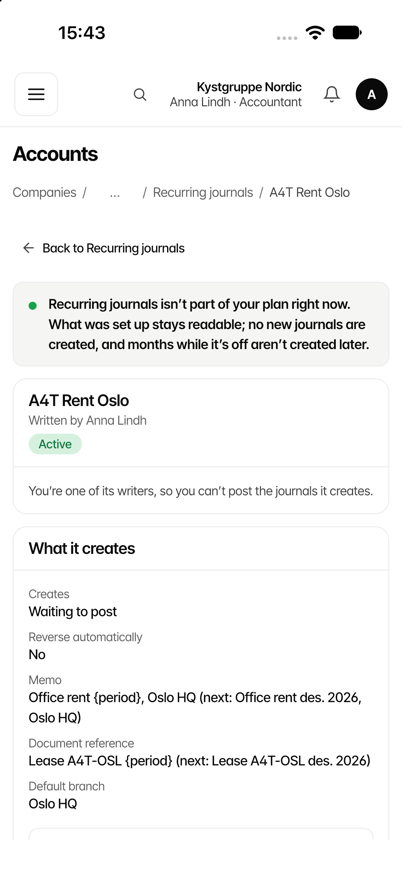 15:43
Kystgruppe Nordic
Anna Lindh · Accountant
A
Accounts
Companies / ... / Recurring journals / A4T Rent Oslo
Back to Recurring journals
Recurring journals isn’t part of your plan right now.
What was set up stays readable; no new journals are
created, and months while it’s off aren’t created later.
A4T Rent Oslo
Written by Anna Lindh
Active
You’re one of its writers, so you can’t post the journals it creates.
What it creates
Creates
Waiting to post
Reverse automatically
No
Memo
Office rent {period}, Oslo HQ (next: Office rent des. 2026,
Oslo HQ)
Document reference
Lease A4T-OSL {period} (next: Lease A4T-OSL des. 2026)
Default branch
Oslo HQ